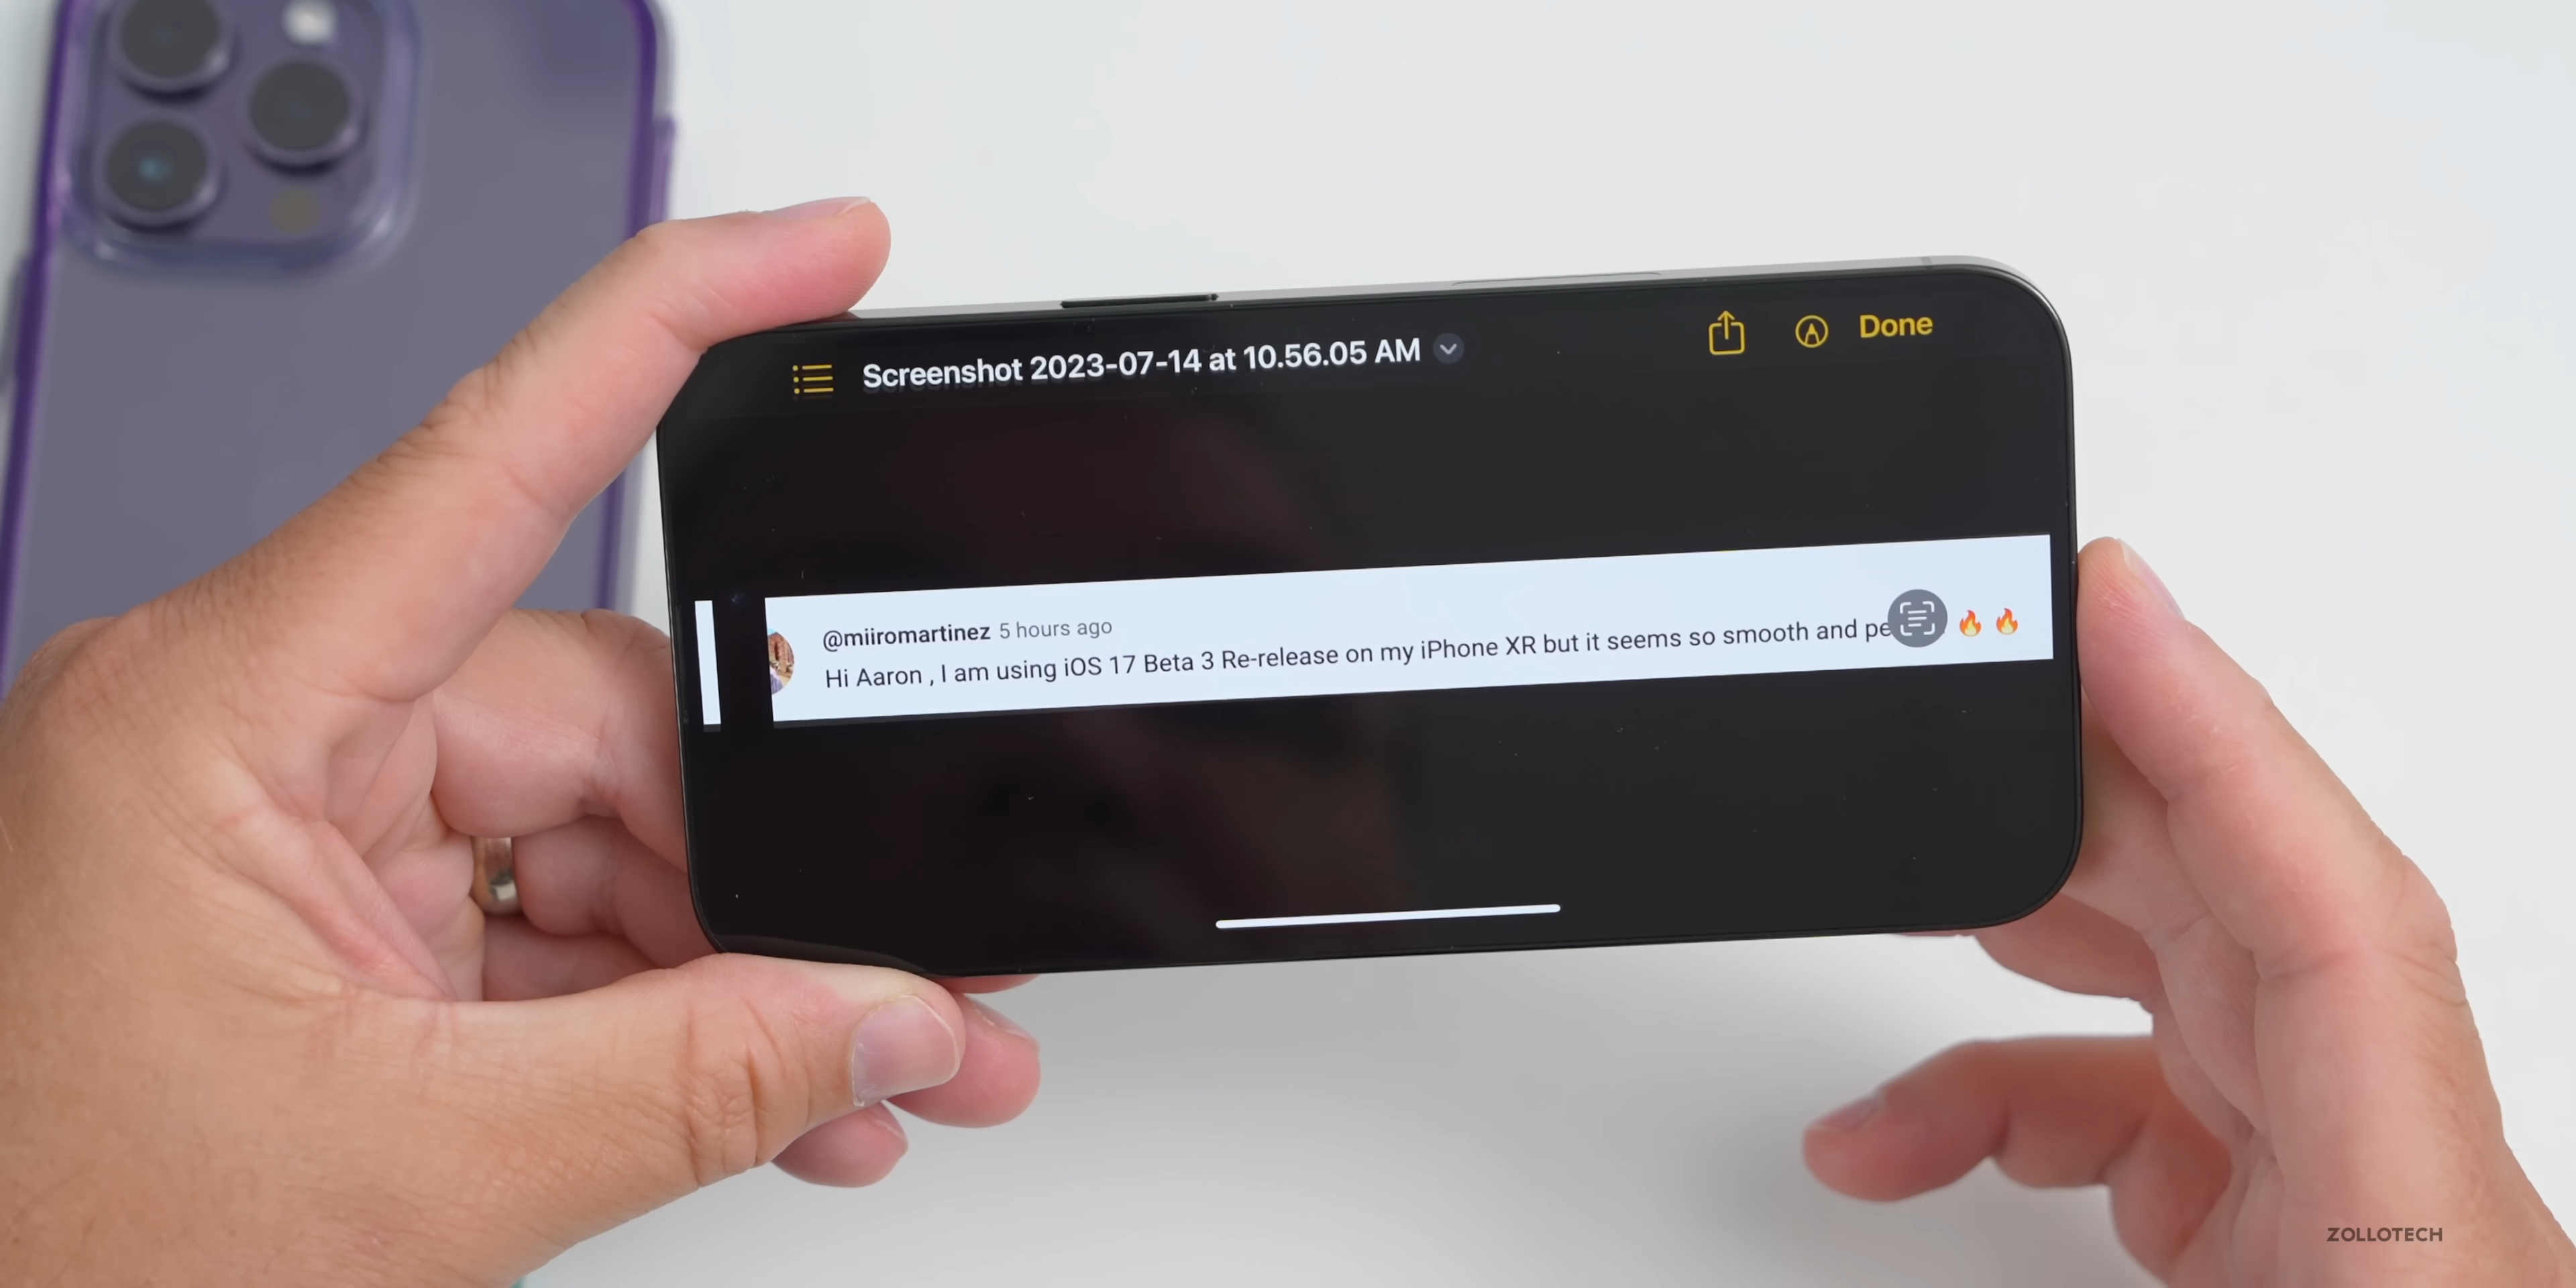 Screenshot 2023-07-14 at 10.56.05 AM
Done
@miiromartinez 5 hours ago
Hi Aaron , I am using iOS 17 Beta 3 Re-release on my iPhone XR but it seems so smooth and 🔥 🔥
ZOLLOTECH